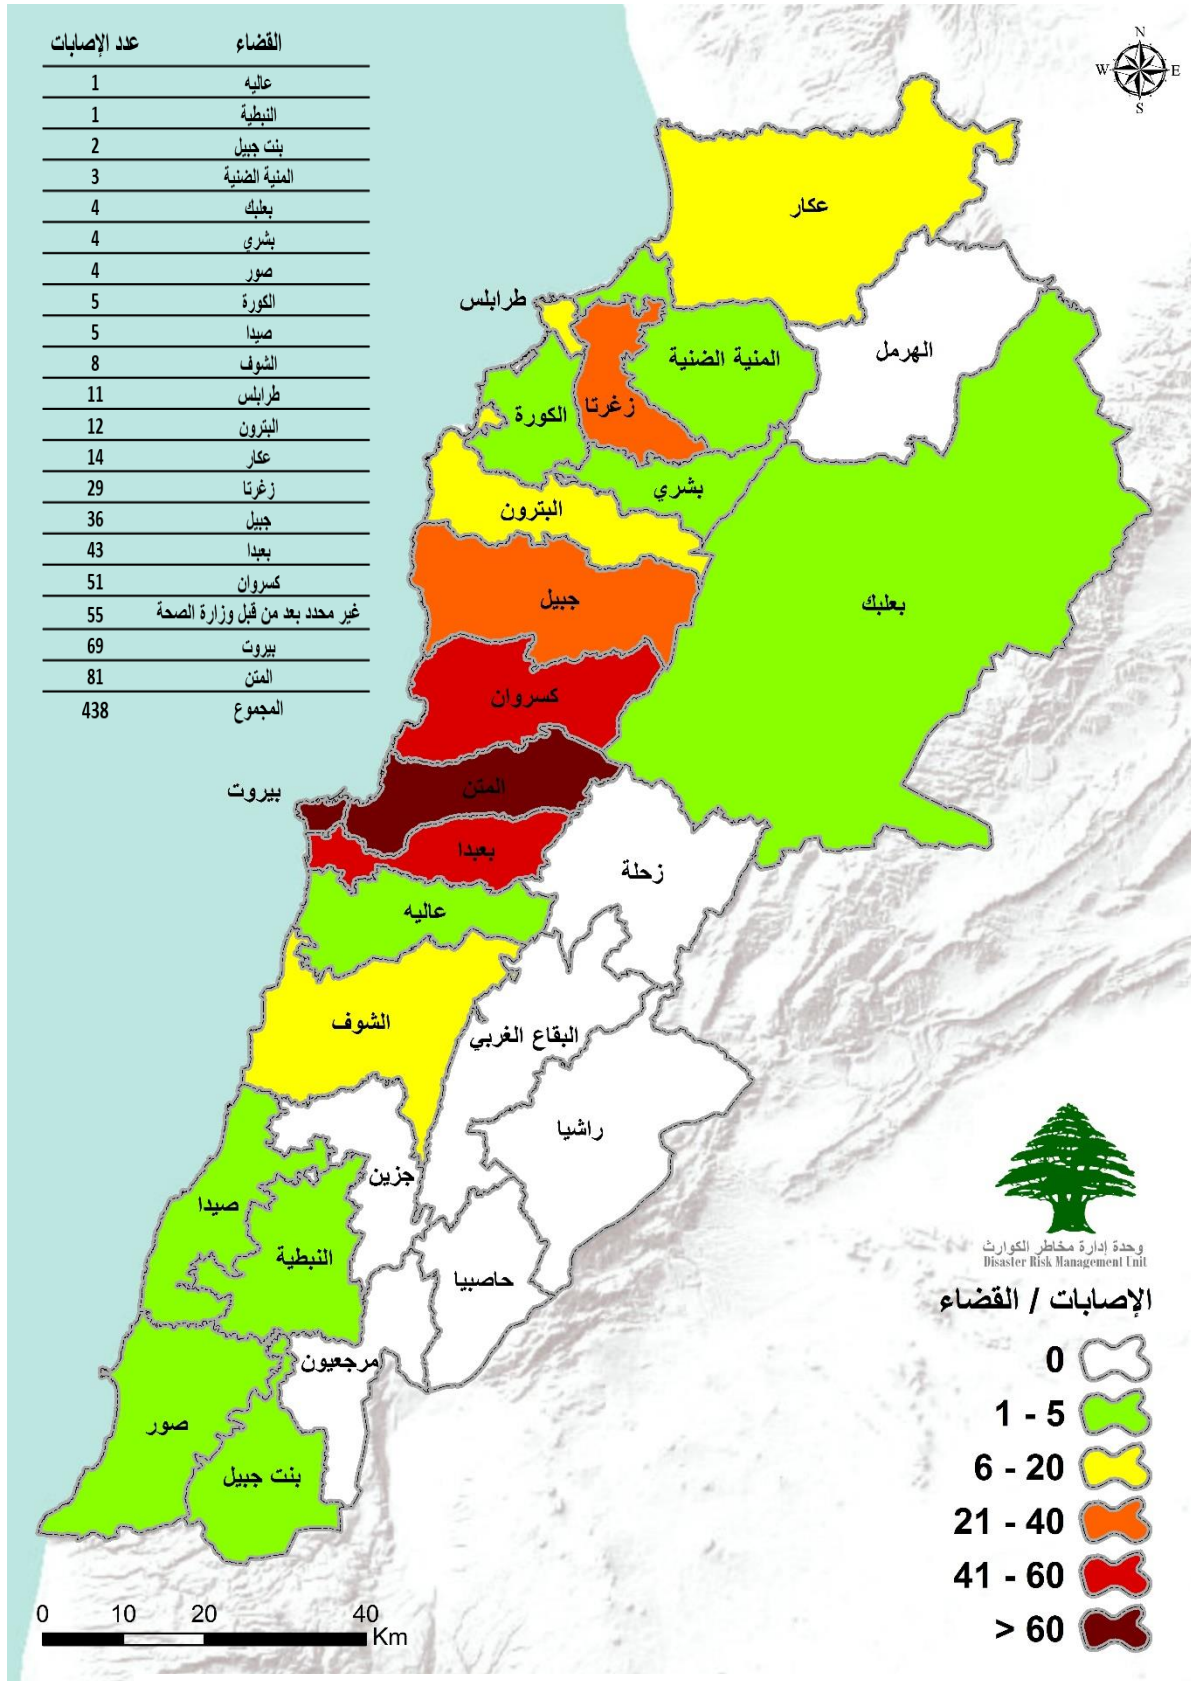 القضاء عدد الإصابات
عاليه 1
النبطية 1
بنت جبيل 2
المنية الضنية 3
بعلبك 4
بشري 4
صور 4
الكورة 5
صيدا 5
الشوف 8
طرابلس 11
البترون 12
عكار 14
زغرتا 29
جبيل 36
بعبدا 43
كسروان 51
غير محدد بعد من قبل وزارة الصحة 55
بيروت 69
المتن 81
المجموع 438
N
W E
S
عكار
طرابلس
الهرمل
المنية الضنية
زغرتا
الكورة
بشري
البترون
جبيل
بعلبك
كسروان
المتن
بيروت
بعبدا
زحلة
عاليه
الشوف
البقاع الغربي
راشيا
جزين
صيدا
النبطية
حاصبيا
مرجعيون
صور
بنت جبيل
وحدة إدارة مخاطر الكوارث
Disaster Risk Management Unit
الإصابات / القضاء
0
1 - 5
6 - 20
21 - 40
41 - 60
> 60
0 10 20 40
Km